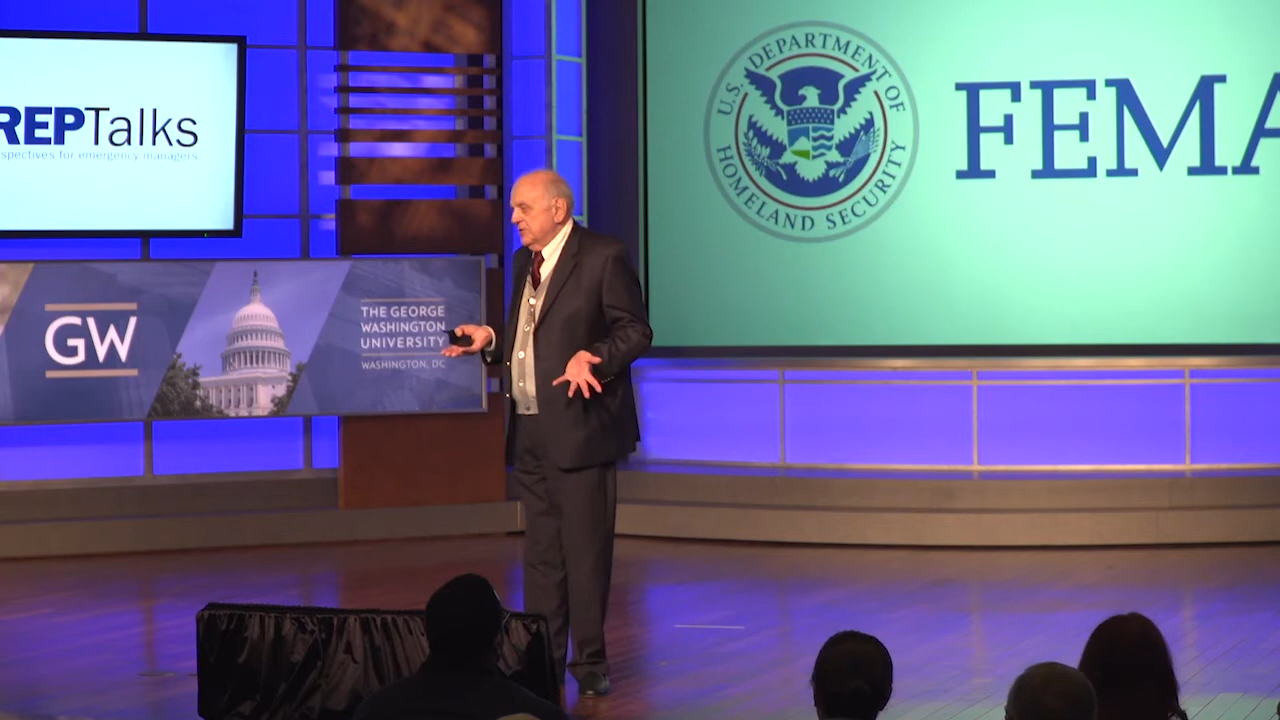 REPTalks
spectives for emergency managers
GW
THE GEORGE
WASHINGTON
UNIVERSITY
WASHINGTON, DC
U.S. DEPARTMENT OF
HOMELAND SECURITY
FEMA